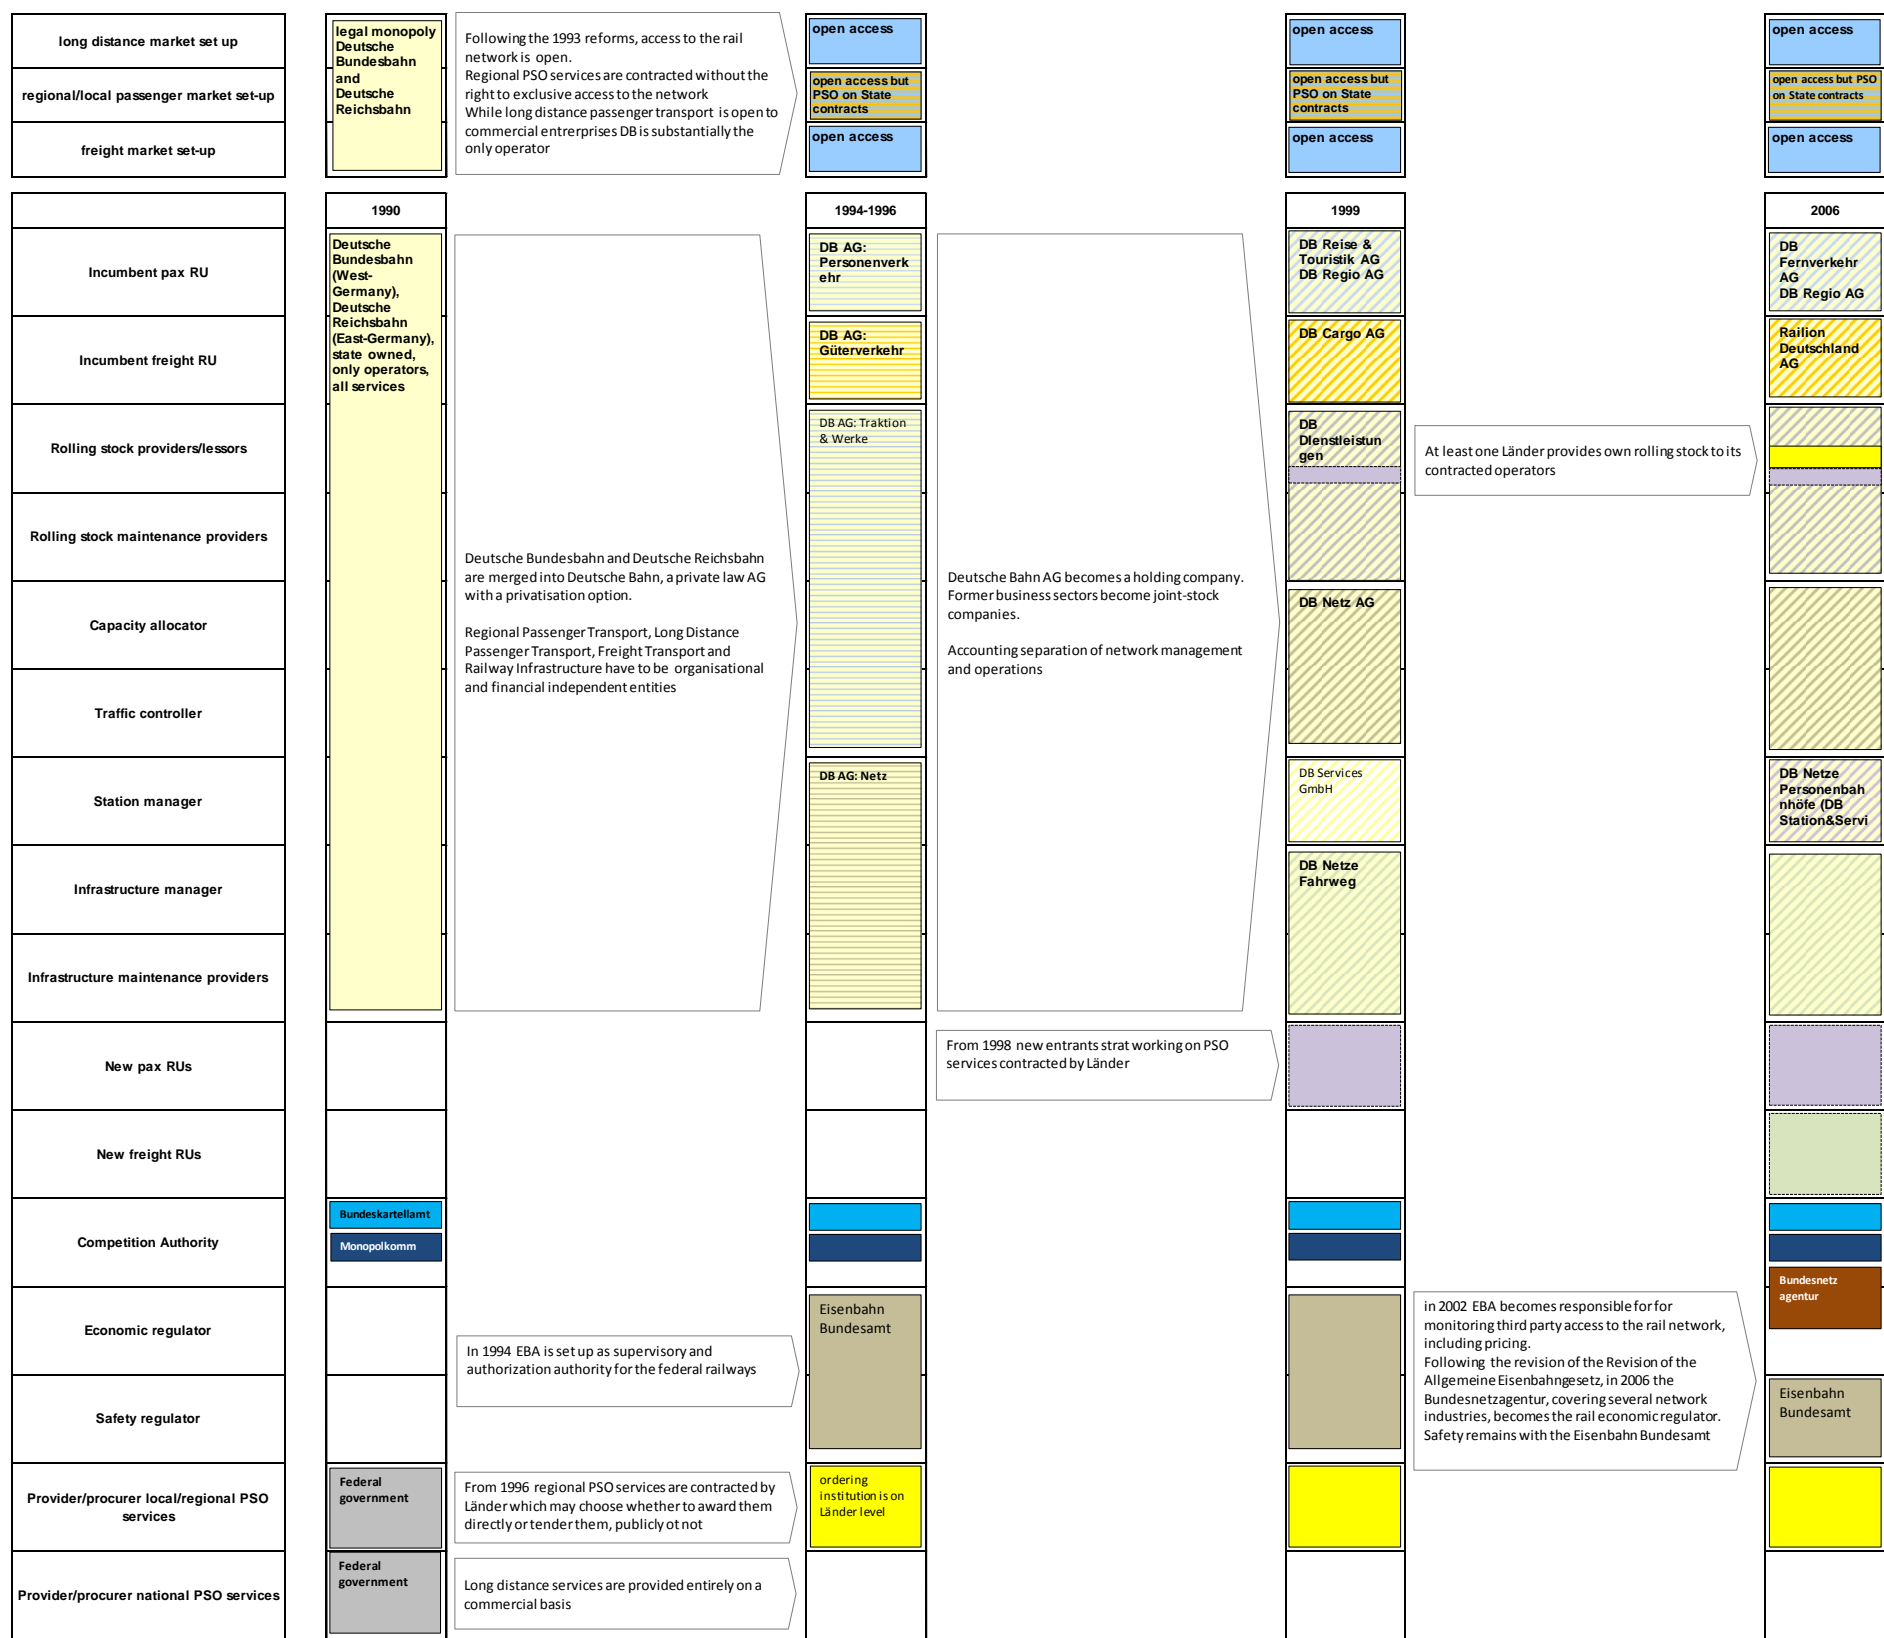 long distance market set up
legal monopoly
Deutsche
Bundesbahn
and
Deutsche
Reichsbahn
Following the 1993 reforms, access to the rail
network is open.
Regional PSO services are contracted without the
right to exclusive access to the network
While long distance passenger transport is open to
commercial entrerprises DB is substantially the
only operator
open access
open access
open access
regional/local passenger market set-up
open access but
PSO on State
contracts
open access but
PSO on State
contracts
open access but PSO
on State contracts
freight market set-up
open access
open access
open access
1990
1994-1996
1999
2006
Incumbent pax RU
Deutsche
Bundesbahn
(West-
Germany),
Deutsche
Reichsbahn
(East-Germany),
state owned,
only operators,
all services
DB AG:
Personenverk
ehr
DB Reise &
Touristik AG
DB Regio AG
DB
Fernverkehr
AG
DB Regio AG
Incumbent freight RU
DB AG:
Güterverkehr
DB Cargo AG
Railion
Deutschland
AG
Rolling stock providers/lessors
DB AG: Traktion
& Werke
DB
DIenstleistun
gen
At least one Länder provides own rolling stock to its
contracted operators
Rolling stock maintenance providers
Deutsche Bundesbahn and Deutsche Reichsbahn
are merged into Deutsche Bahn, a private law AG
with a privatisation option.
Regional Passenger Transport, Long Distance
Passenger Transport, Freight Transport and
Railway Infrastructure have to be organisational
and financial independent entities
Deutsche Bahn AG becomes a holding company.
Former business sectors become joint-stock
companies.
Accounting separation of network management
and operations
Capacity allocator
DB Netz AG
Traffic controller
Station manager
DB AG: Netz
DB Services
GmbH
DB Netze
Personenbah
nhöfe (DB
Station&Servi
Infrastructure manager
DB Netze
Fahrweg
Infrastructure maintenance providers
New pax RUs
From 1998 new entrants strat working on PSO
services contracted by Länder
New freight RUs
Competition Authority
Bundeskartellamt
Monopolkomm
Bundesnetz
agentur
Economic regulator
In 1994 EBA is set up as supervisory and
authorization authority for the federal railways
Eisenbahn
Bundesamt
in 2002 EBA becomes responsible for for
monitoring third party access to the rail network,
including pricing.
Following the revision of the Revision of the
Allgemeine Eisenbahngesetz, in 2006 the
Bundesnetzagentur, covering several network
industries, becomes the rail economic regulator.
Safety remains with the Eisenbahn Bundesamt
Safety regulator
Eisenbahn
Bundesamt
Provider/procurer local/regional PSO
services
Federal
government
From 1996 regional PSO services are contracted by
Länder which may choose whether to award them
directly or tender them, publicly ot not
ordering
institution is on
Länder level
Provider/procurer national PSO services
Federal
government
Long distance services are provided entirely on a
commercial basis